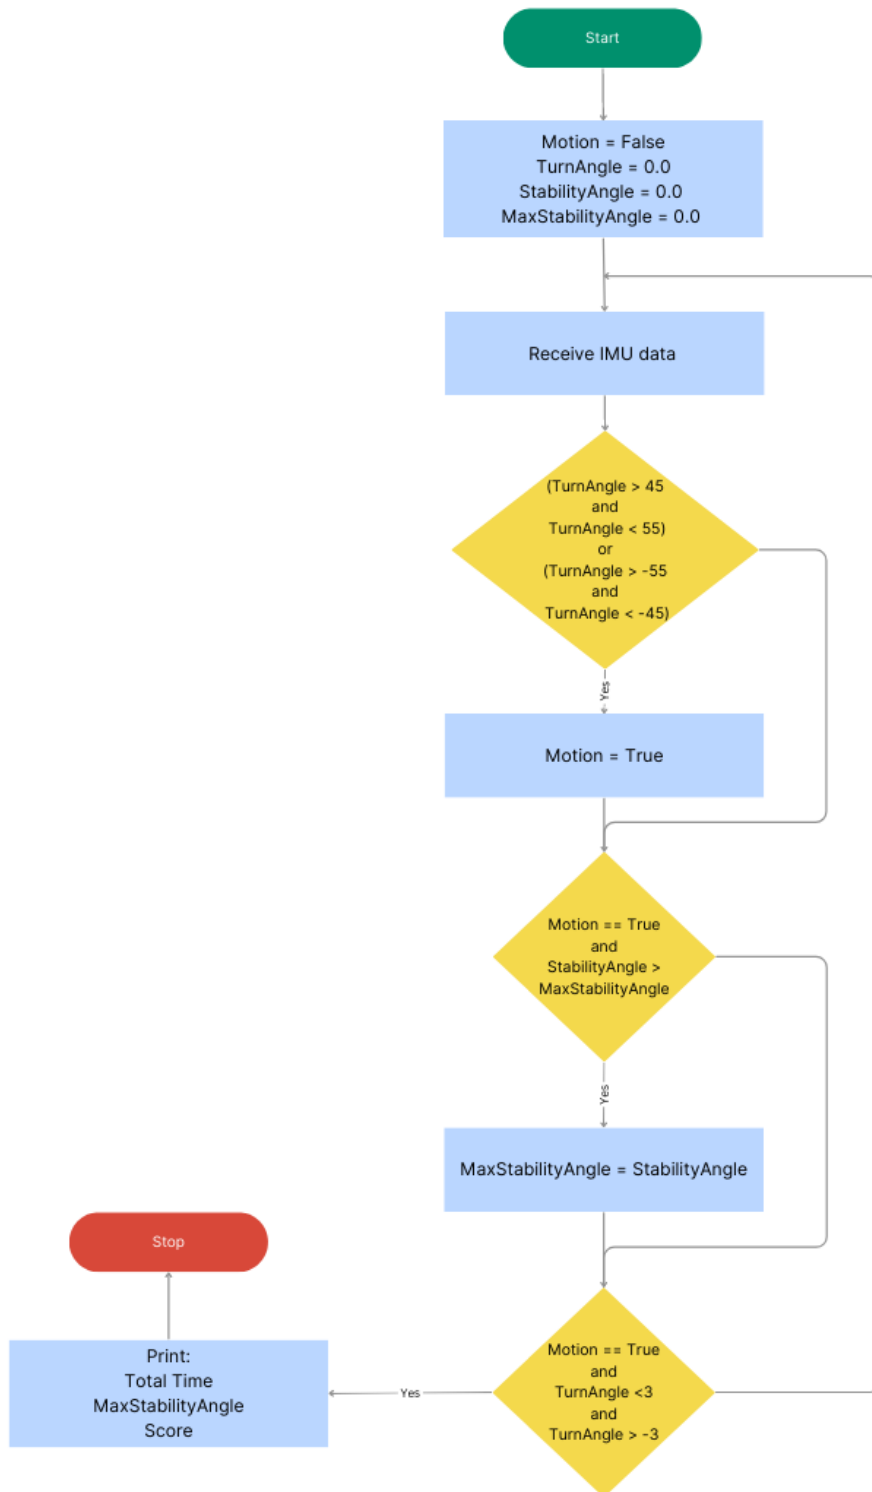 Start
Motion = False
TurnAngle = 0.0
StabilityAngle = 0.0
MaxStabilityAngle = 0.0
Receive IMU data
(TurnAngle > 45
and
TurnAngle < 55)
or
(TurnAngle > -55
and
TurnAngle < -45)
Yes
Motion = True
Motion == True
and
StabilityAngle >
MaxStabilityAngle
Yes
MaxStabilityAngle = StabilityAngle
Motion == True
and
TurnAngle <3
and
TurnAngle > -3
Yes
Print:
Total Time
MaxStabilityAngle
Score
Stop